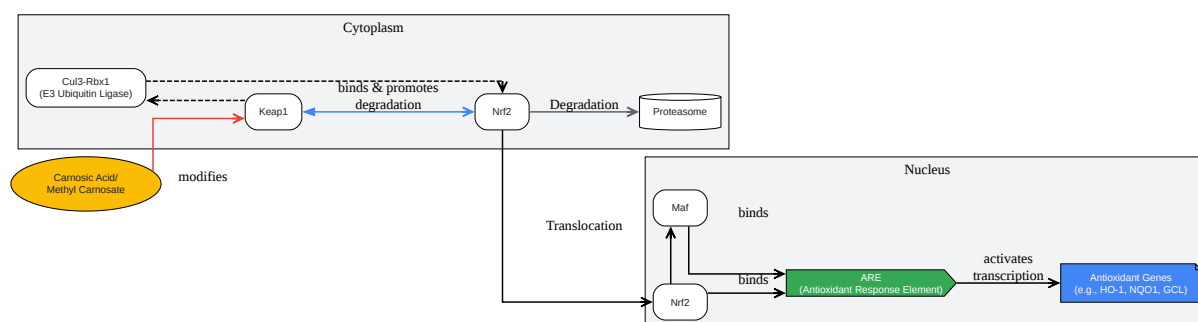 Cytoplasm
Cul3-Rbx1
(E3 Ubiquitin Ligase)
binds & promotes
degradation
Keap1
Nrf2
Degradation
Proteasome
Carnosic Acid/
Methyl Carnosate
modifies
Nucleus
Maf
binds
Translocation
activates
transcription
binds
ARE
(Antioxidant Response Element)
Antioxidant Genes
(e.g., HO-1, NQO1, GCL)
Nrf2